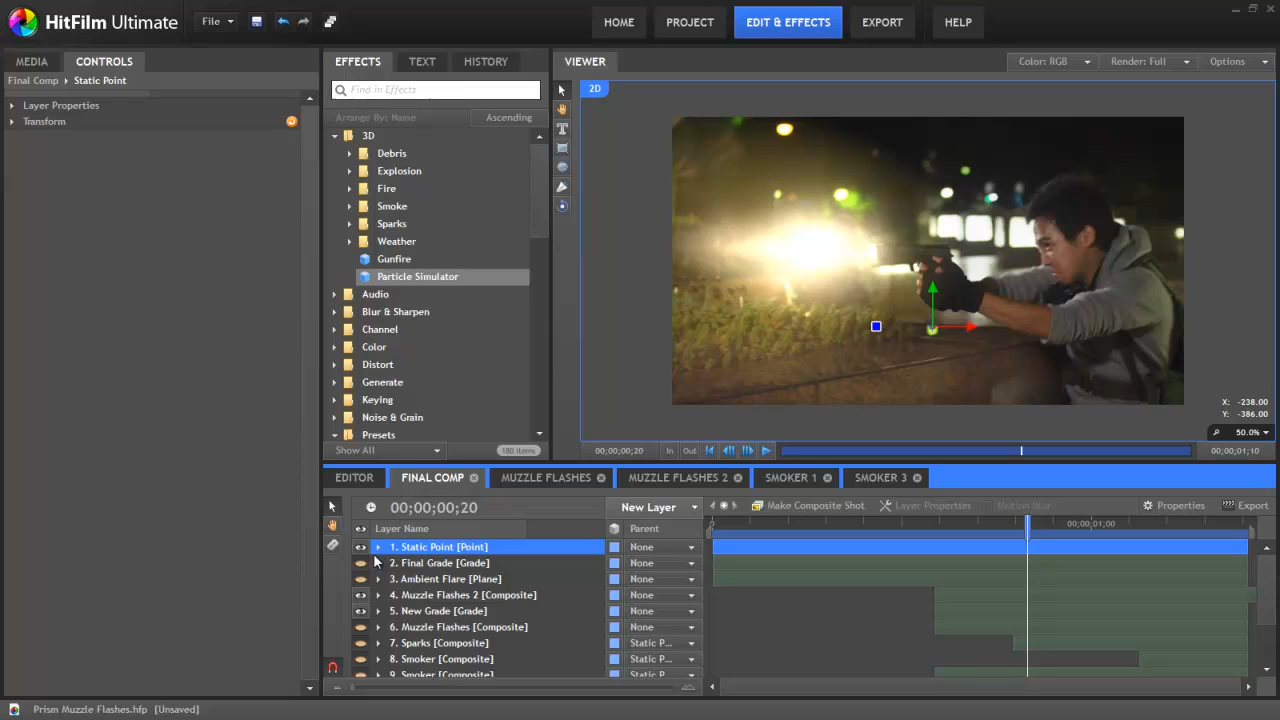 HitFilm Ultimate
File
HOME
PROJECT
EDIT & EFFECTS
EXPORT
HELP
MEDIA
CONTROLS
Final Comp ▸ Static Point
Layer Properties
Transform
EFFECTS
TEXT
HISTORY
Find in Effects
Arrange By: Name
Ascending
3D
Debris
Explosion
Fire
Smoke
Sparks
Weather
Gunfire
Particle Simulator
Audio
Blur & Sharpen
Channel
Color
Distort
Generate
Keying
Noise & Grain
Presets
Show All
180 items
VIEWER
Color: RGB
Render: Full
Options
2D
X: -238.00
Y: -386.00
50.0%
00;00;00;20
In
Out
00;00;01;10
EDITOR
FINAL COMP
MUZZLE FLASHES
MUZZLE FLASHES 2
SMOKER 1
SMOKER 3
00;00;00;20
New Layer
Make Composite Shot
Layer Properties
Motion Blur
Properties
Export
Layer Name
Parent
00;00;01;00
1. Static Point [Point] None
2. Final Grade [Grade] None
3. Ambient Flare [Plane] None
4. Muzzle Flashes 2 [Composite] None
5. New Grade [Grade] None
6. Muzzle Flashes [Composite] None
7. Sparks [Composite] Static P...
8. Smoker [Composite] Static P...
9. Smoker [Composite] Static P...
Prism Muzzle Flashes.hfp [Unsaved]